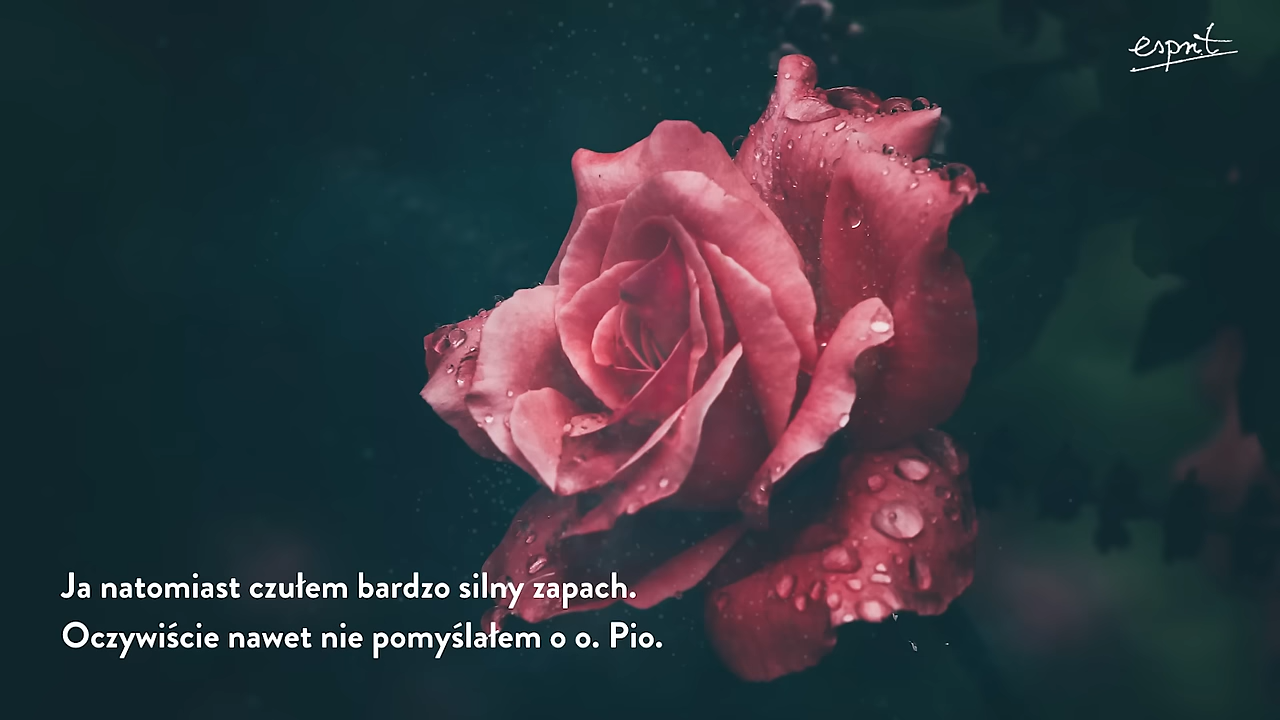 esprit
Ja natomiast czułem bardzo silny zapach.
Oczywiście nawet nie pomyślałem o o. Pio.